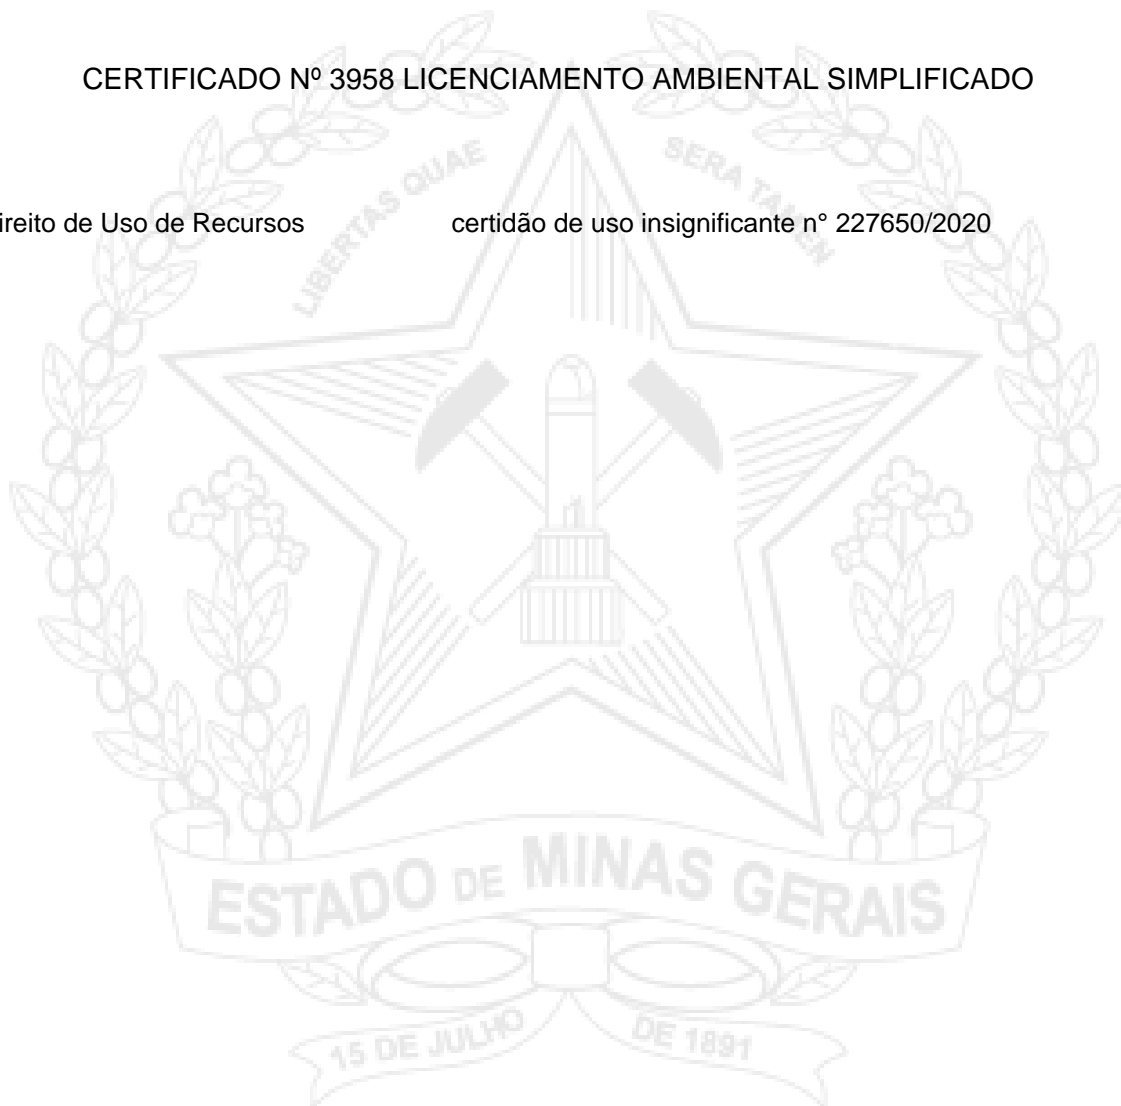 CERTIFICADO Nº 3958 LICENCIAMENTO AMBIENTAL SIMPLIFICADO
LIBERTAS QUAE SERA TAMEN
ireito de Uso de Recursos certidão de uso insignificante n° 227650/2020
ESTADO DE MINAS GERAIS
15 DE JULHO DE 1891